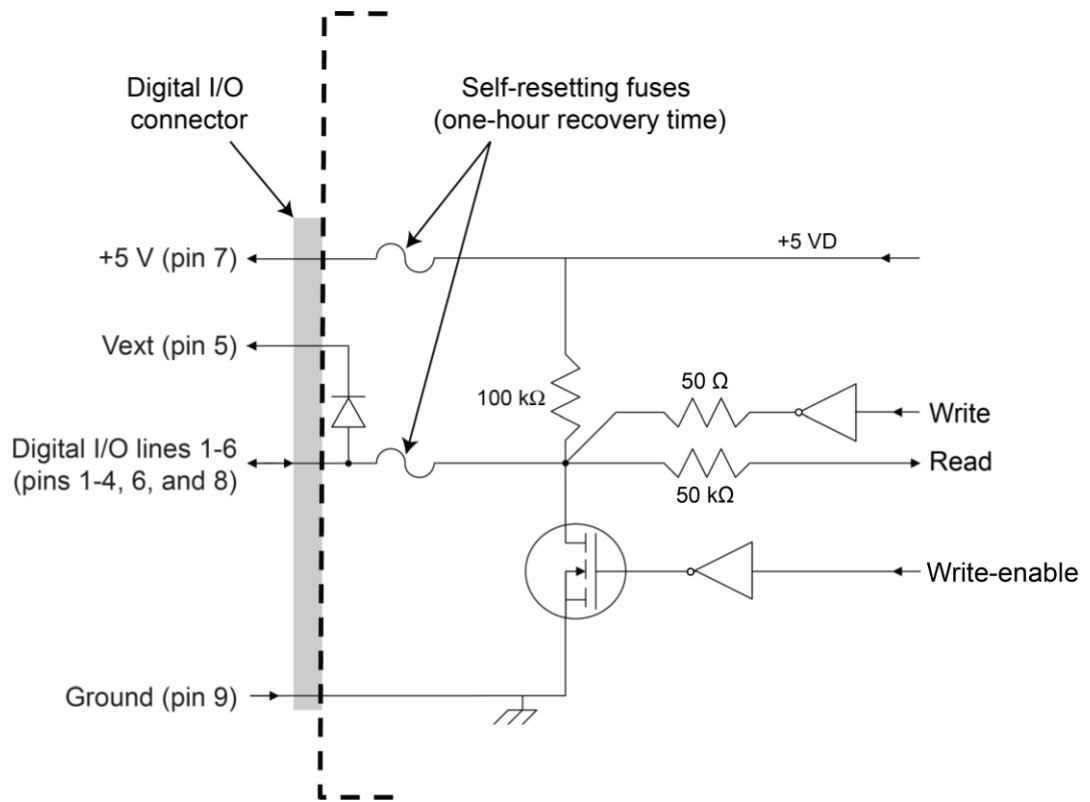 Digital I/O
connector
Self-resetting fuses
(one-hour recovery time)
+5 V (pin 7)
+5 VD
Vext (pin 5)
100 kΩ
50 Ω
Write
Digital I/O lines 1-6
(pins 1-4, 6, and 8)
Read
50 kΩ
Write-enable
Ground (pin 9)